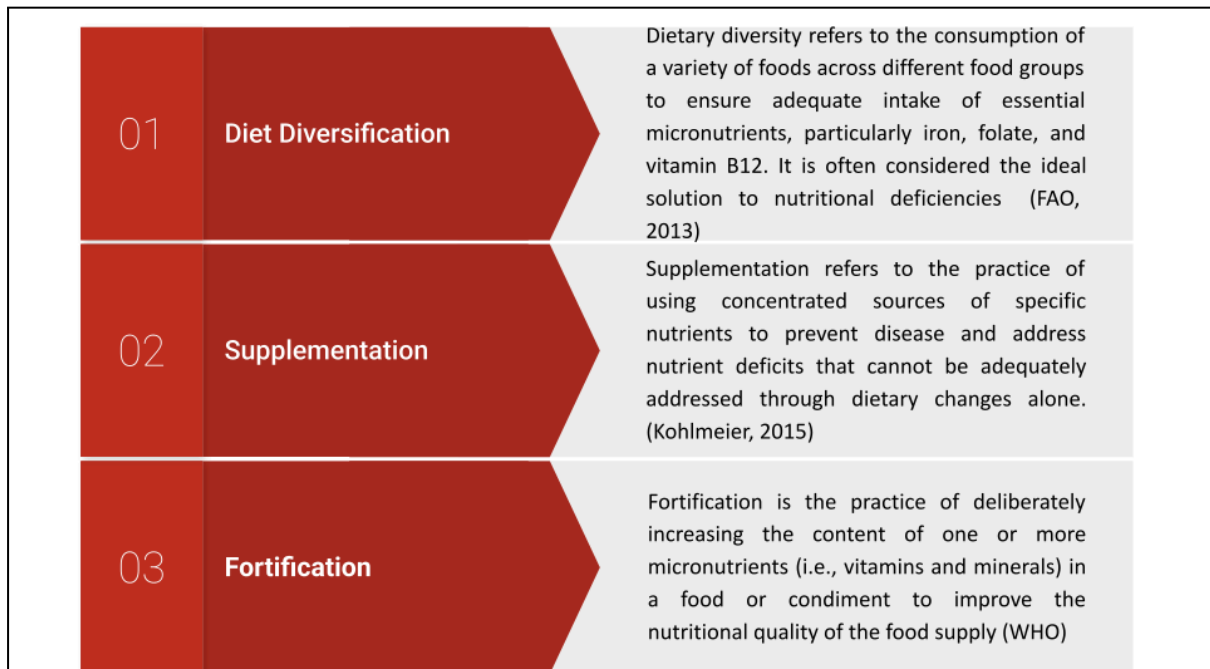 01
Diet Diversification
Dietary diversity refers to the consumption of
a variety of foods across different food groups
to ensure adequate intake of essential
micronutrients, particularly iron, folate, and
vitamin B12. It is often considered the ideal
solution to nutritional deficiencies (FAO,
2013)
02
Supplementation
Supplementation refers to the practice of
using concentrated sources of specific
nutrients to prevent disease and address
nutrient deficits that cannot be adequately
addressed through dietary changes alone.
(Kohlmeier, 2015)
03
Fortification
Fortification is the practice of deliberately
increasing the content of one or more
micronutrients (i.e., vitamins and minerals) in
a food or condiment to improve the
nutritional quality of the food supply (WHO)